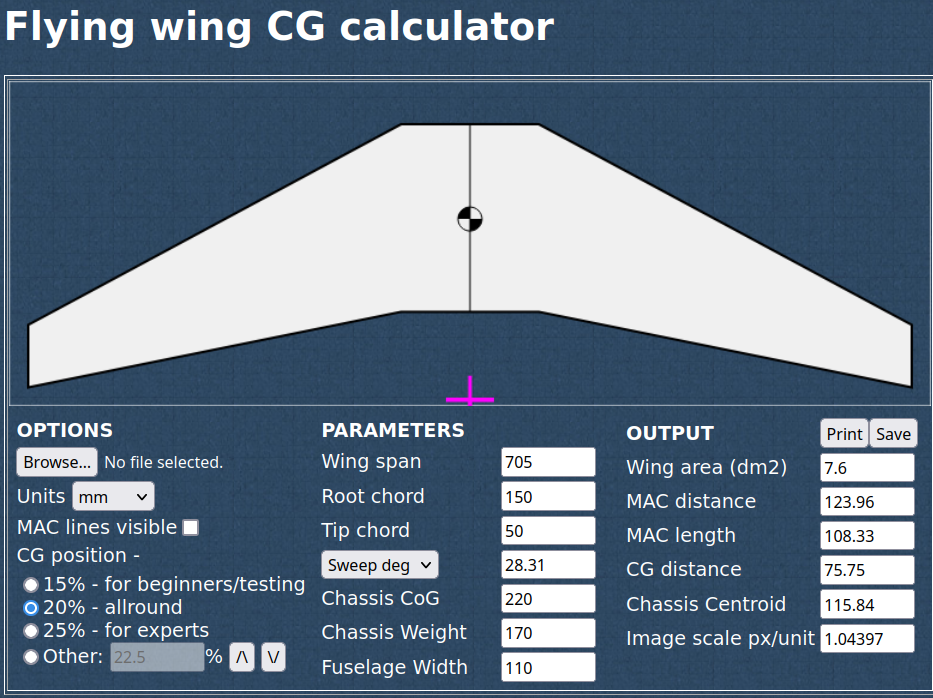 Flying wing CG calculator
OPTIONS
Browse... No file selected.
Units mm
MAC lines visible
CG position -
15% - for beginners/testing
20% - allround
25% - for experts
Other: 22.5 % /\ \/
PARAMETERS
Wing span 705
Root chord 150
Tip chord 50
Sweep deg 28.31
Chassis CoG 220
Chassis Weight 170
Fuselage Width 110
OUTPUT Print Save
Wing area (dm2) 7.6
MAC distance 123.96
MAC length 108.33
CG distance 75.75
Chassis Centroid 115.84
Image scale px/unit 1.04397